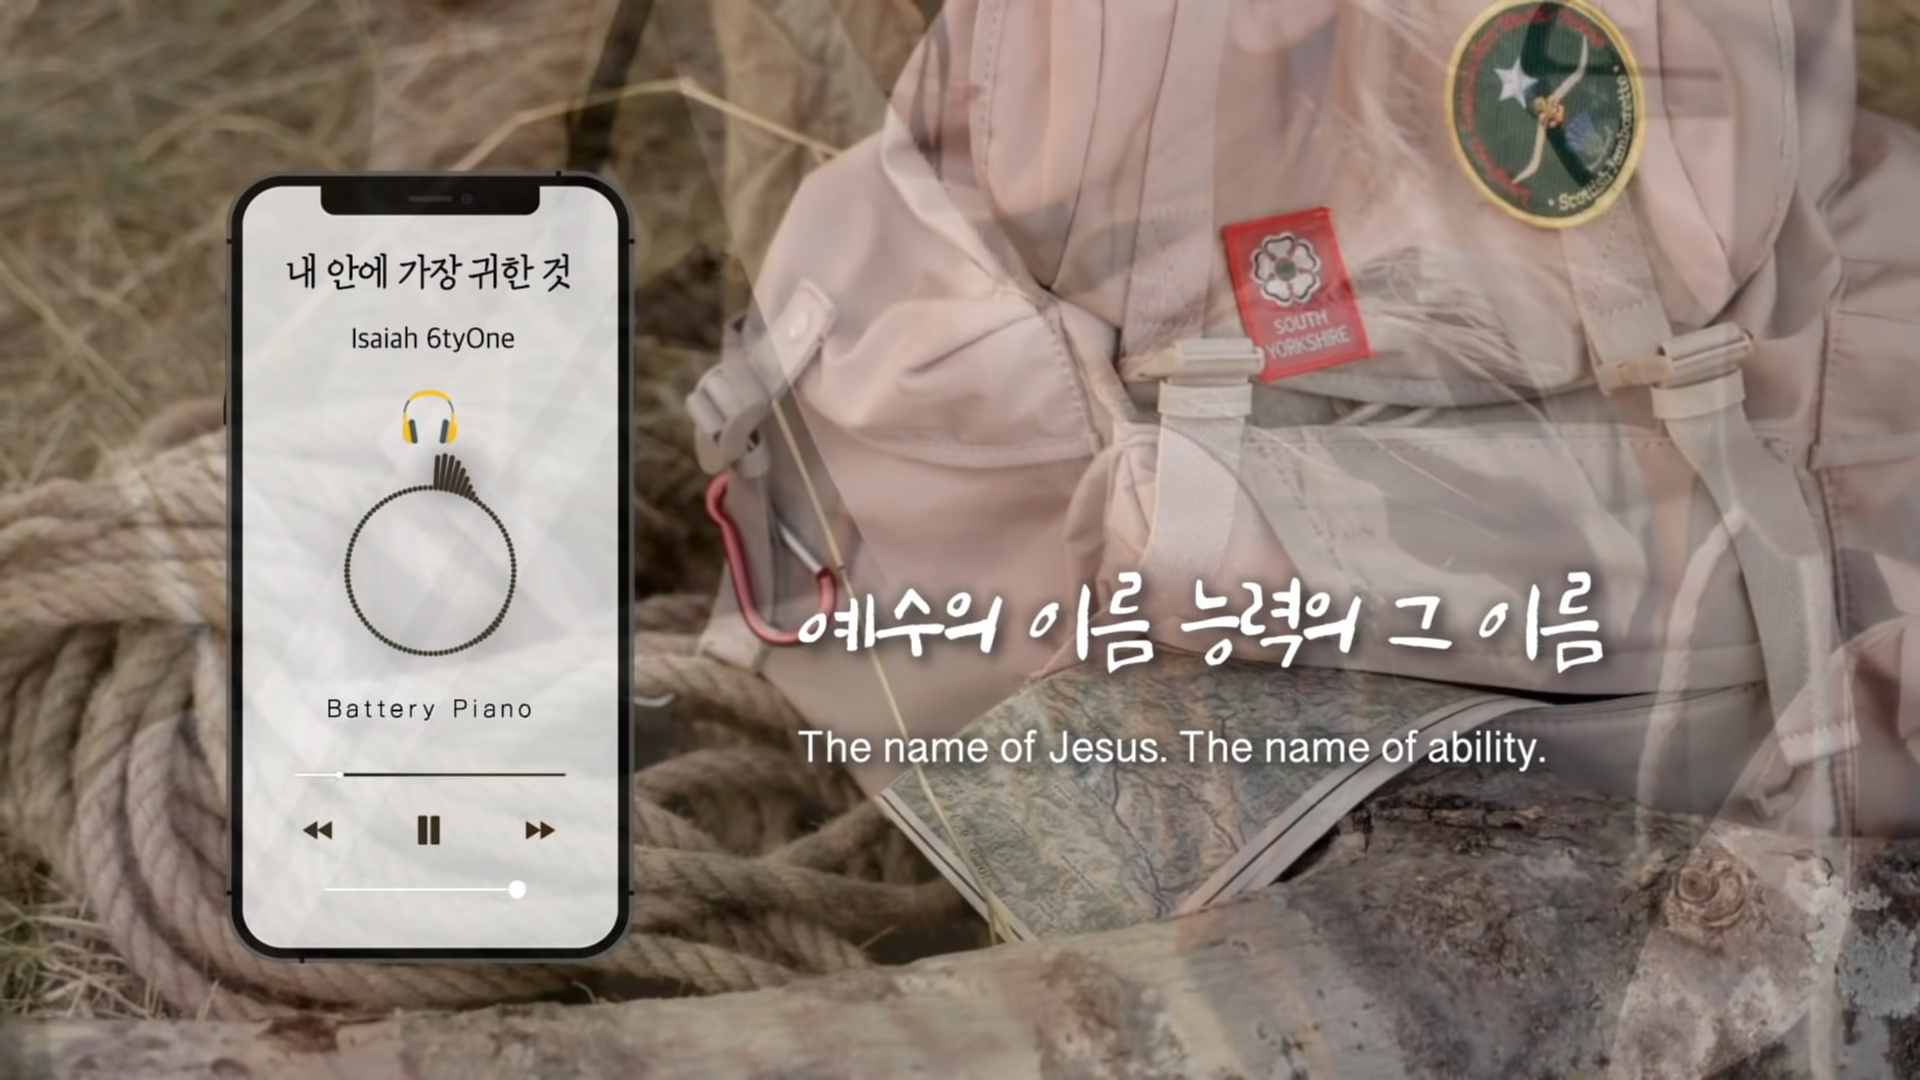 내 안에 가장 귀한 것
Isaiah 6tyOne
Battery Piano
SOUTH
YORKSHIRE
예수의 이름 능력의 그 이름
The name of Jesus. The name of ability.